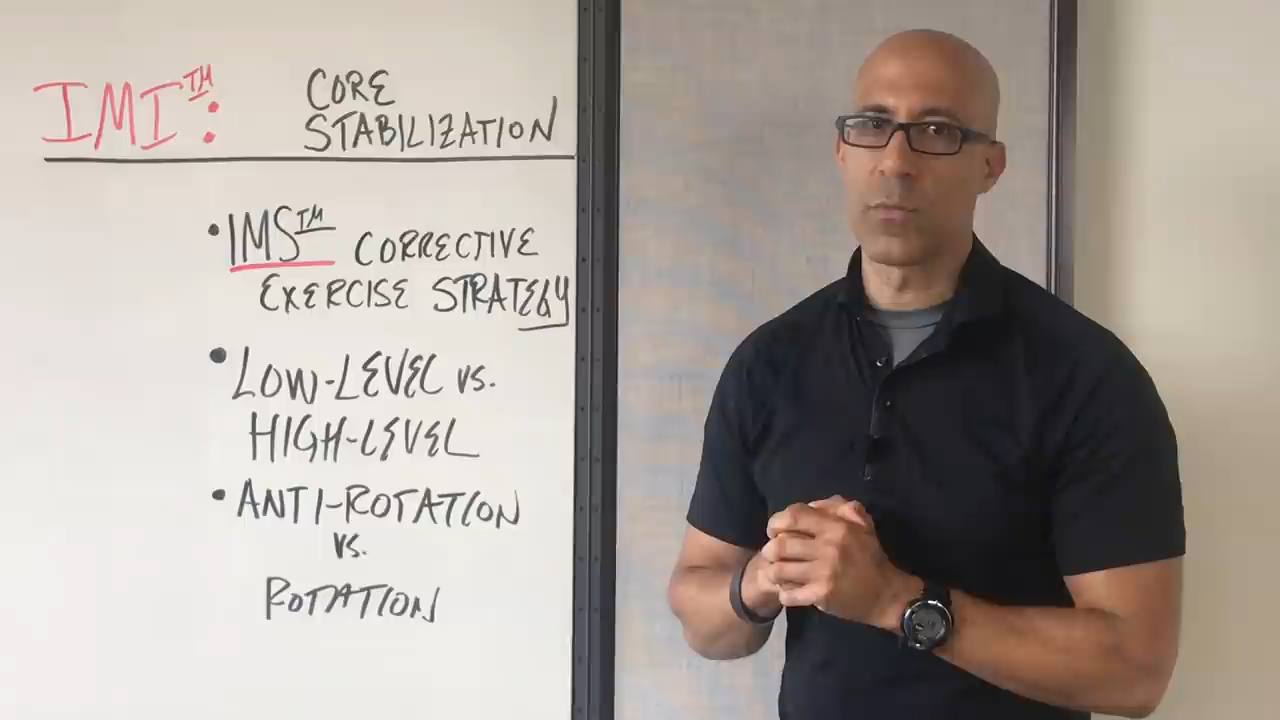 IMI™: CORE
STABILIZATION
• IMS™ CORRECTIVE
EXERCISE STRATEGY
• LOW-LEVEL vs.
HIGH-LEVEL
• ANTI-ROTATION
vs.
ROTATION